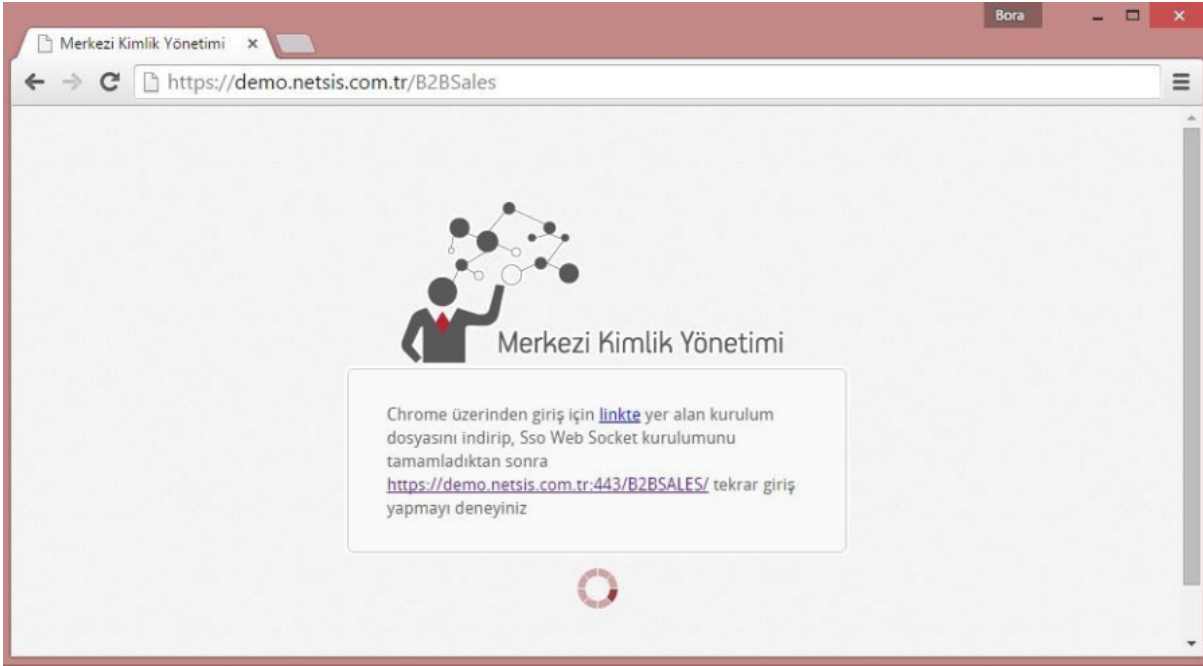 Bora
Merkezi Kimlik Yönetimi
https://demo.netsis.com.tr/B2BSales
Merkezi Kimlik Yönetimi
Chrome üzerinden giriş için linkte yer alan kurulum
dosyasını indirip, Sso Web Socket kurulumunu
tamamladıktan sonra
https://demo.netsis.com.tr:443/B2BSALES/ tekrar giriş
yapmayı deneyiniz